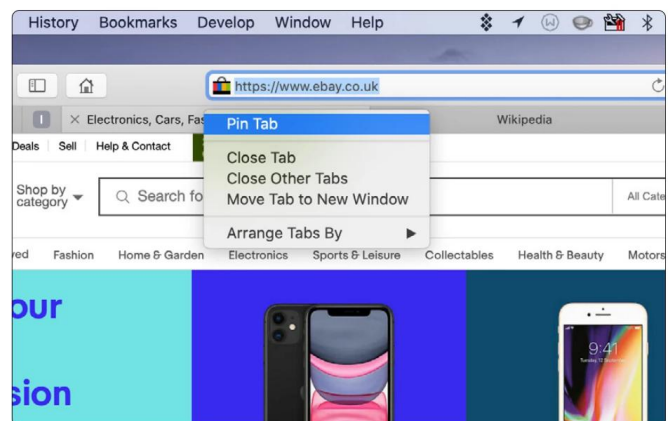 History Bookmarks Develop Window Help
https://www.ebay.co.uk
Electronics, Cars, Fas
Wikipedia
Pin Tab
Close Tab
Close Other Tabs
Move Tab to New Window
Arrange Tabs By
Deals Sell Help & Contact
Shop by
category
Search fo
All Cate
ved Fashion Home & Garden Electronics Sports & Leisure Collectables Health & Beauty Motors
our
sion
9:41